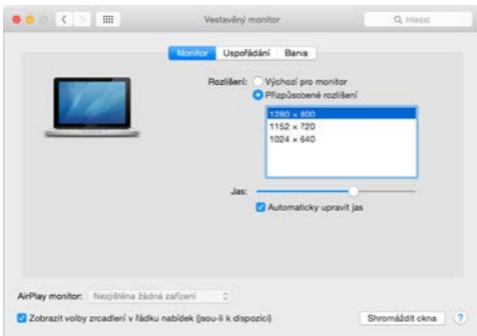 Vestavěný monitor
Hledat
Monitor Uspořádání Barva
Rozlišení: Výchozí pro monitor
Přizpůsobené rozlišení
1280 × 800
1152 × 720
1024 × 640
Jas:
Automaticky upravit jas
AirPlay monitor: Nezjištěna žádná zařízení
Zobrazit volby zrcadlení v řádku nabídek (jsou-li k dispozici)
Shromáždit okna ?